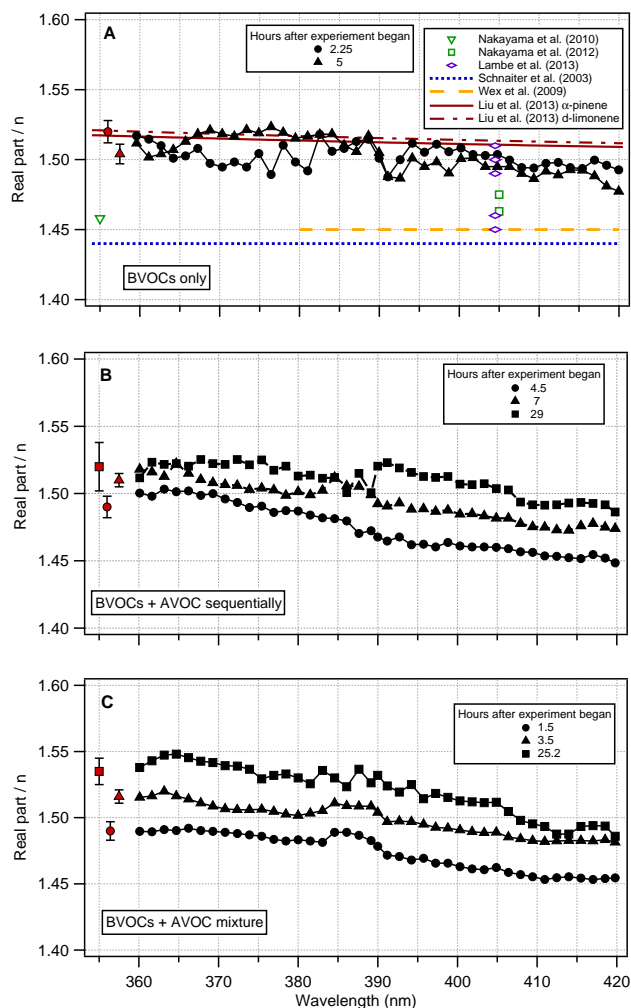 A
Hours after experiement began
2.25
5
Nakayama et al. (2010)
Nakayama et al. (2012)
Lambe et al. (2013)
Schnaiter et al. (2003)
Wex et al. (2009)
Liu et al. (2013) α-pinene
Liu et al. (2013) d-limonene
1.60
1.55
1.50
1.45
1.40
Real part / n
BVOCs only
B
Hours after experiment began
4.5
7
29
1.60
1.55
1.50
1.45
1.40
Real part / n
BVOCs + AVOC sequentially
C
Hours after experiment began
1.5
3.5
25.2
1.60
1.55
1.50
1.45
1.40
Real part / n
BVOCs + AVOC mixture
360
370
380
390
400
410
420
Wavelength (nm)